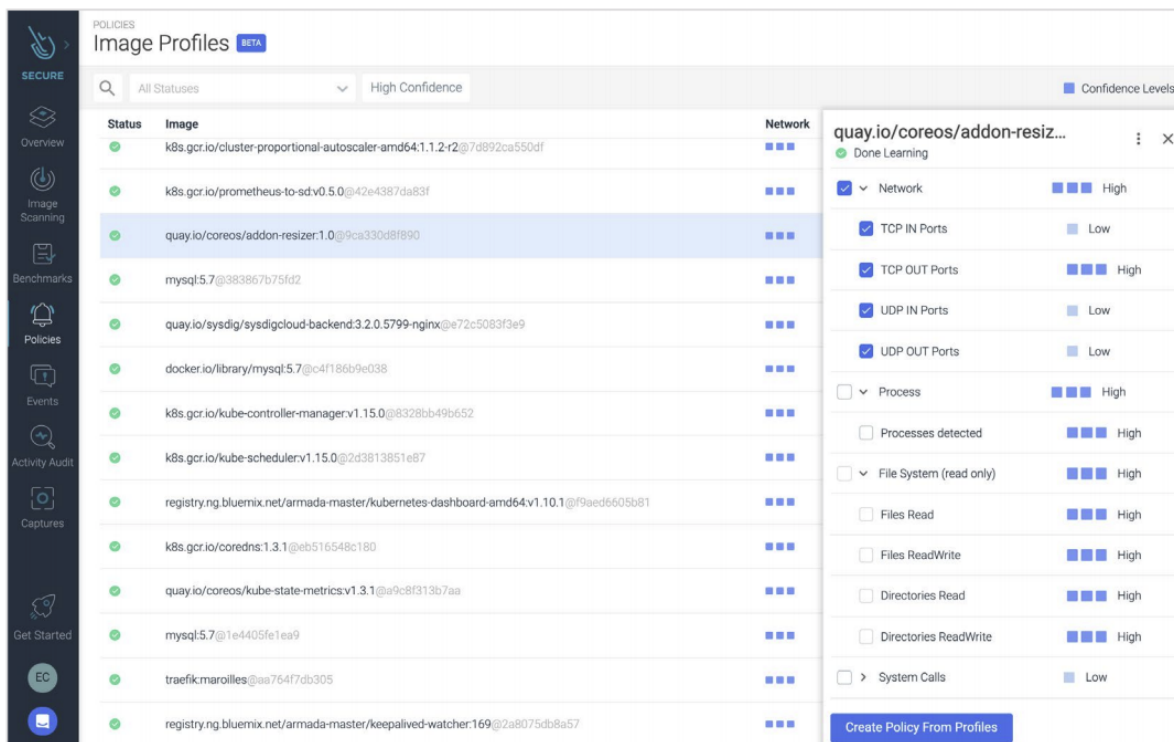 POLICIES
Image Profiles BETA
SECURE
Overview
Image
Scanning
Benchmarks
Policies
Events
Activity Audit
Captures
Get Started
EC
All Statuses
High Confidence
Confidence Levels
Status Image Network
k8s.gcr.io/cluster-proportional-autoscaler-amd64:1.1.2-r2@7d892ca550df
k8s.gcr.io/prometheus-to-sd:v0.5.0@42e4387da83f
quay.io/coreos/addon-resizer:1.0@9ca330d8f890
mysql:5.7@383867b75fd2
quay.io/sysdig/sysdigcloud-backend:3.2.0.5799-nginx@e72c5083f3e9
docker.io/library/mysql:5.7@c4f186b9e038
k8s.gcr.io/kube-controller-manager:v1.15.0@8328bb49b652
k8s.gcr.io/kube-scheduler:v1.15.0@2d3813851e87
registry.ng.bluemix.net/armada-master/kubernetes-dashboard-amd64:v1.10.1@f9aed6605b81
k8s.gcr.io/coredns:1.3.1@eb516548c180
quay.io/coreos/kube-state-metrics:v1.3.1@a9c8f313b7aa
mysql:5.7@1e4405fe1ea9
traefik:maroilles@aa764f7db305
registry.ng.bluemix.net/armada-master/keepalived-watcher:169@2a8075db8a57
quay.io/coreos/addon-resiz...
Done Learning
Network High
TCP IN Ports Low
TCP OUT Ports High
UDP IN Ports Low
UDP OUT Ports Low
Process High
Processes detected High
File System (read only) High
Files Read High
Files ReadWrite High
Directories Read High
Directories ReadWrite High
System Calls Low
Create Policy From Profiles